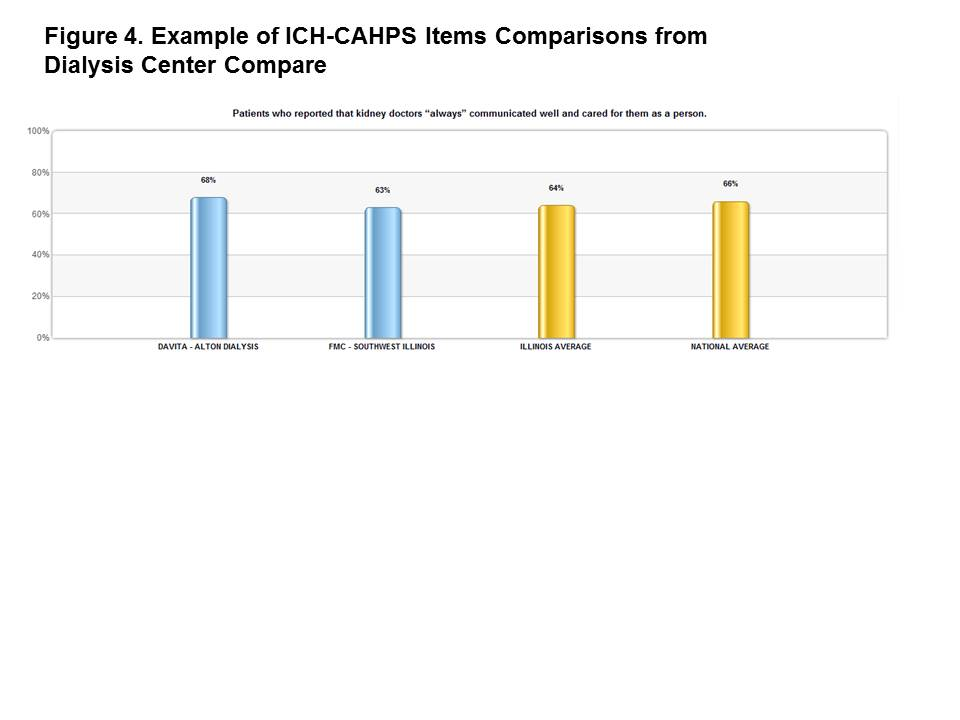 Figure 4. Example of ICH-CAHPS Items Comparisons from
Dialysis Center Compare
Patients who reported that kidney doctors “always” communicated well and cared for them as a person.
100%
80%
60%
40%
20%
0%
68%
63%
64%
66%
DAVITA - ALTON DIALYSIS
FMC - SOUTHWEST ILLINOIS
ILLINOIS AVERAGE
NATIONAL AVERAGE